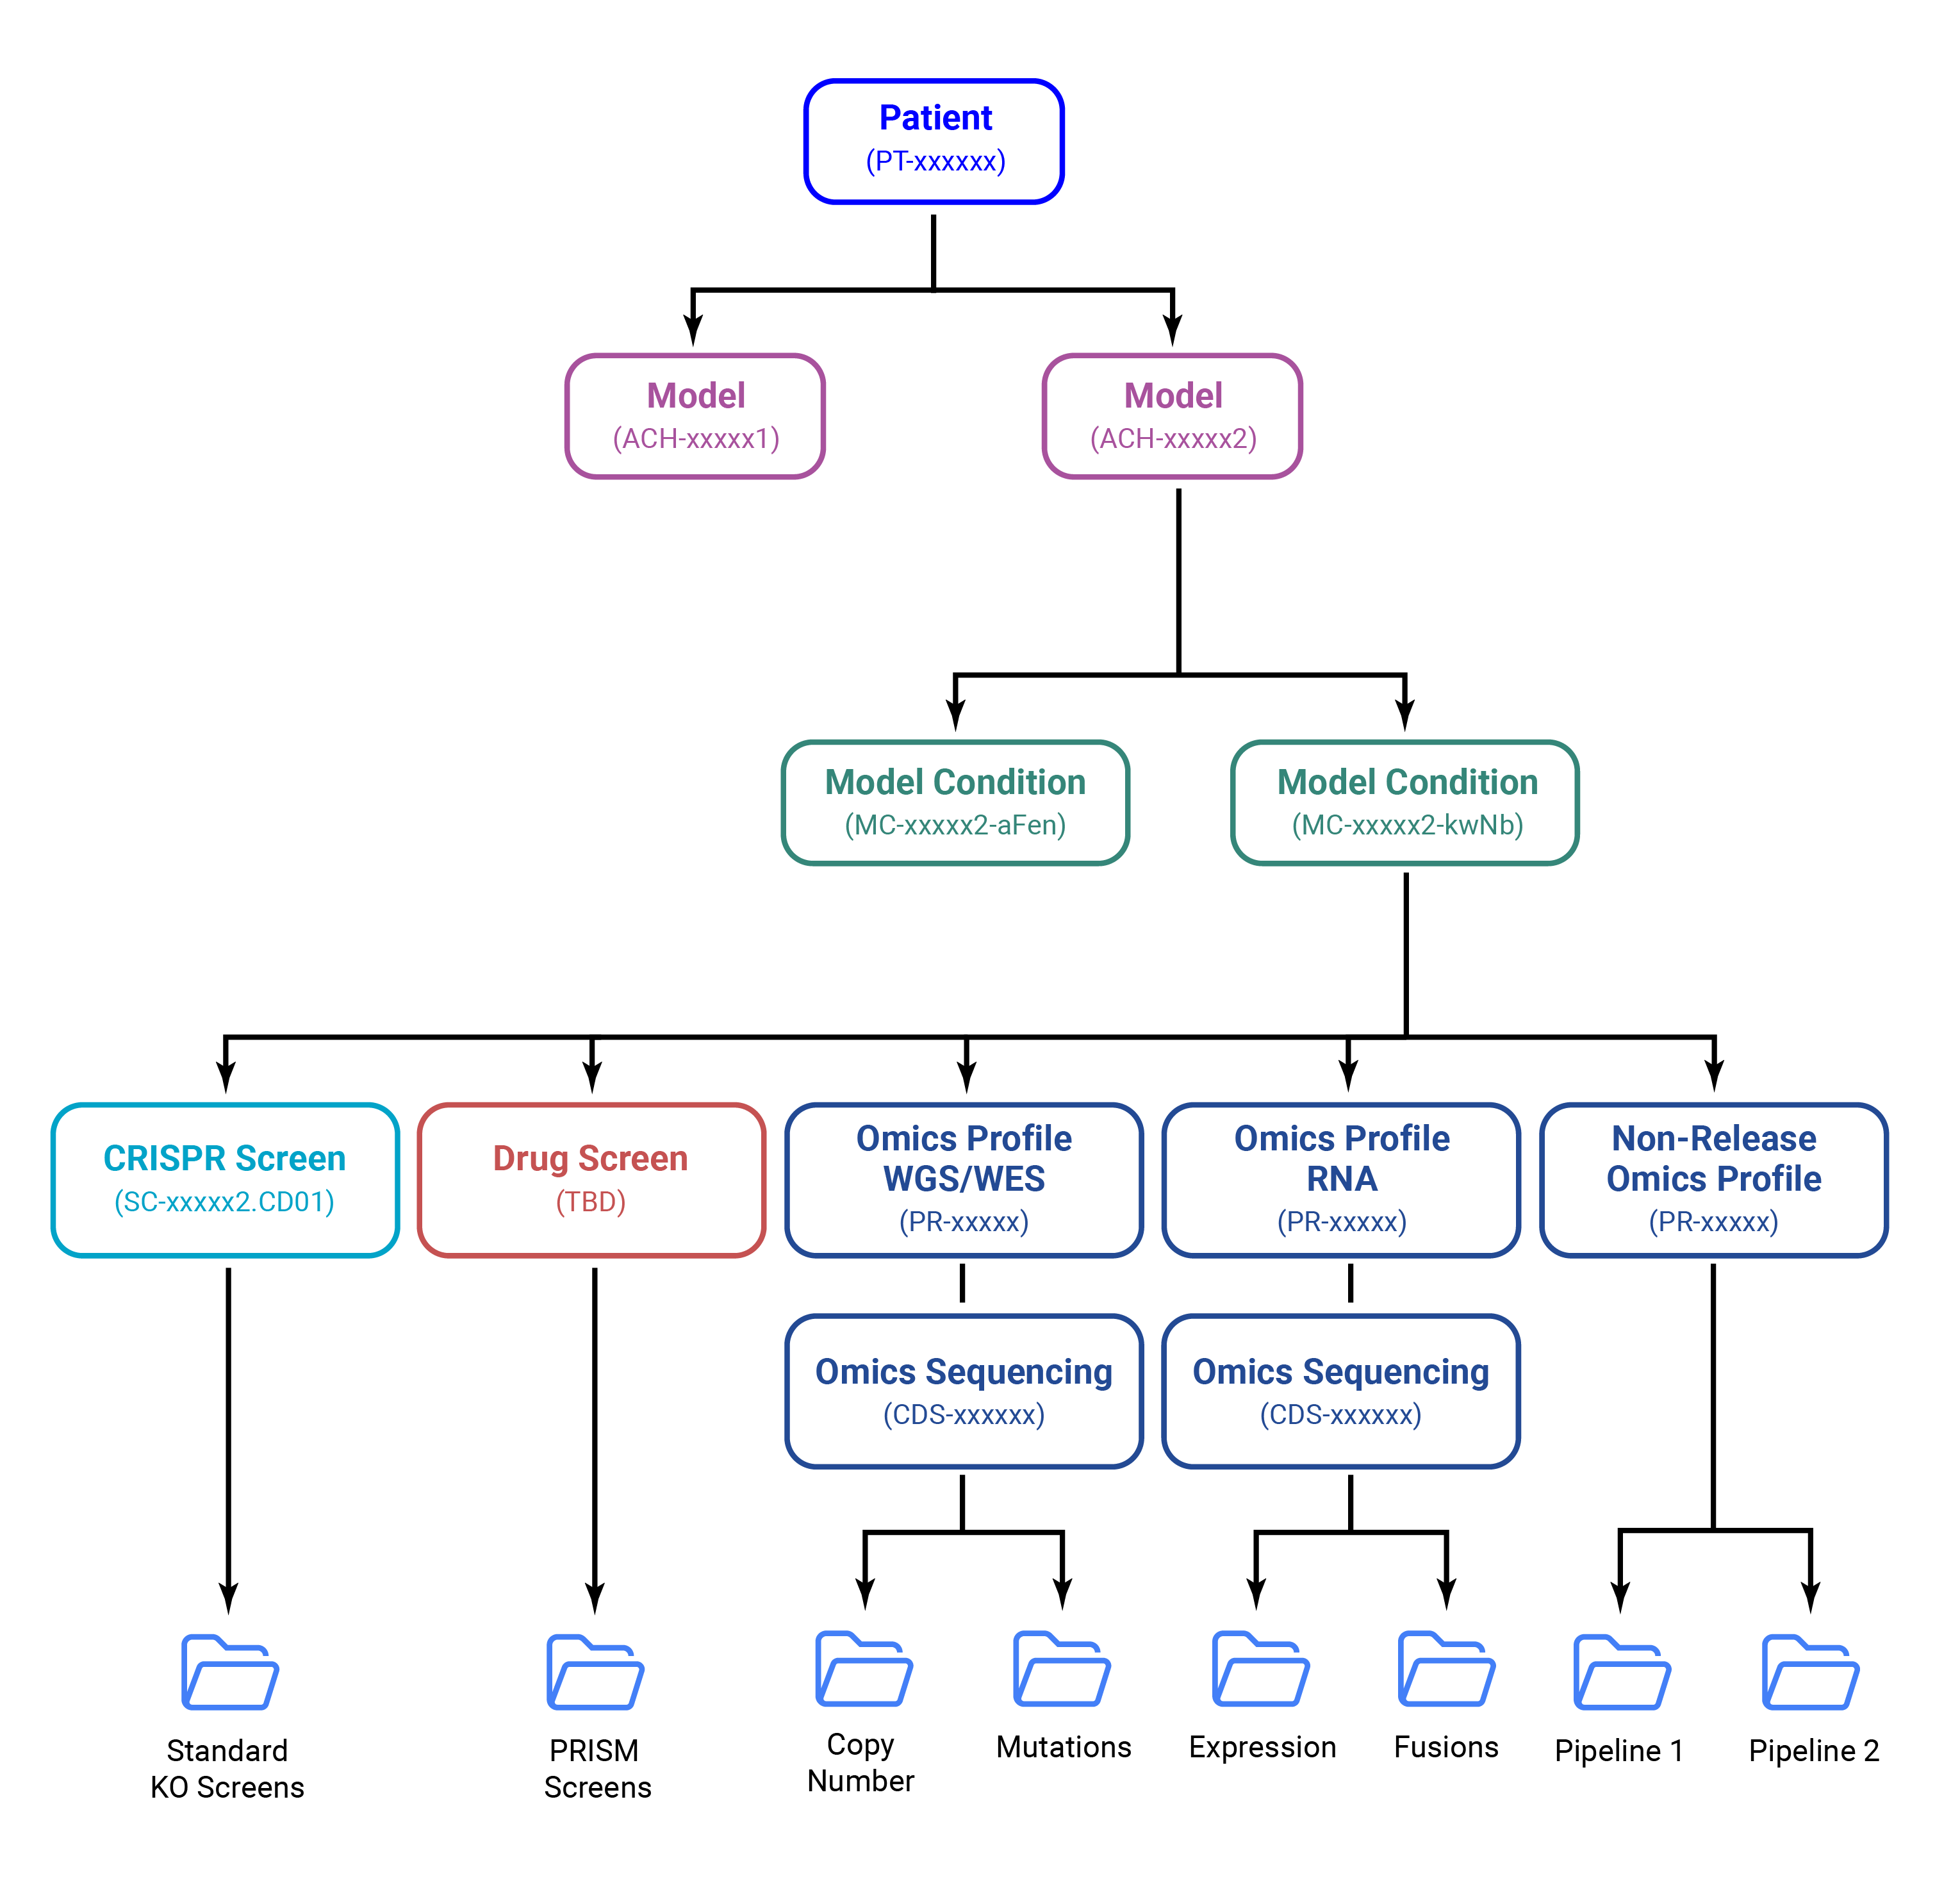 Patient
(PT-xxxxxx)
Model
(ACH-xxxxx1)
Model
(ACH-xxxxx2)
Model Condition
(MC-xxxxx2-aFen)
Model Condition
(MC-xxxxx2-kwNb)
CRISPR Screen
(SC-xxxxx2.CD01)
Drug Screen
(TBD)
Omics Profile
WGS/WES
(PR-xxxxx)
Omics Profile
RNA
(PR-xxxxx)
Non-Release
Omics Profile
(PR-xxxxx)
Omics Sequencing
(CDS-xxxxxx)
Omics Sequencing
(CDS-xxxxxx)
Standard
KO Screens
PRISM
Screens
Copy
Number
Mutations
Expression
Fusions
Pipeline 1
Pipeline 2